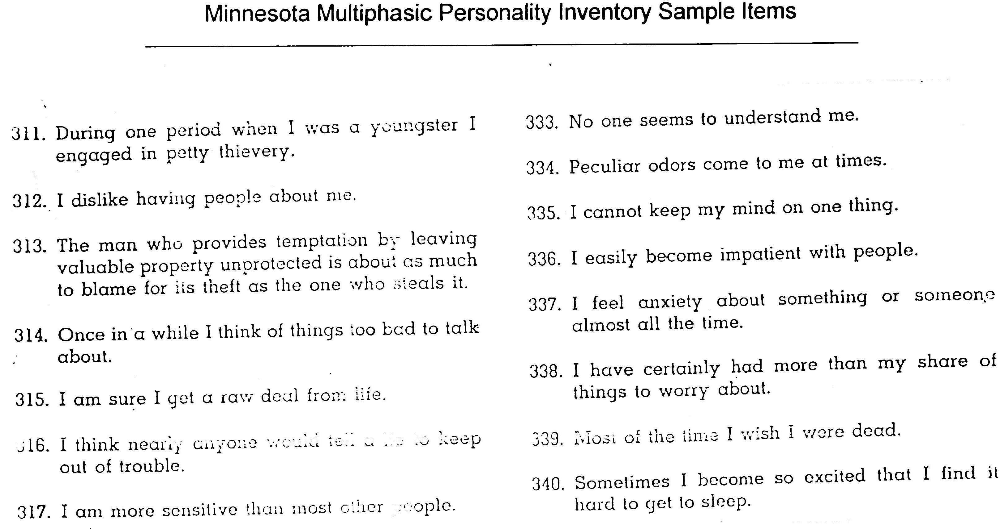 Minnesota Multiphasic Personality Inventory Sample Items
311. During one period when I was a youngster I
engaged in petty thievery.
312. I dislike having people about me.
313. The man who provides temptation by leaving
valuable property unprotected is about as much
to blame for its theft as the one who steals it.
314. Once in a while I think of things too bad to talk
about.
315. I am sure I get a raw deal from life.
316. I think nearly anyone would tell a lie to keep
out of trouble.
317. I am more sensitive than most other people.
333. No one seems to understand me.
334. Peculiar odors come to me at times.
335. I cannot keep my mind on one thing.
336. I easily become impatient with people.
337. I feel anxiety about something or someone
almost all the time.
338. I have certainly had more than my share of
things to worry about.
339. Most of the time I wish I were dead.
340. Sometimes I become so excited that I find it
hard to get to sleep.